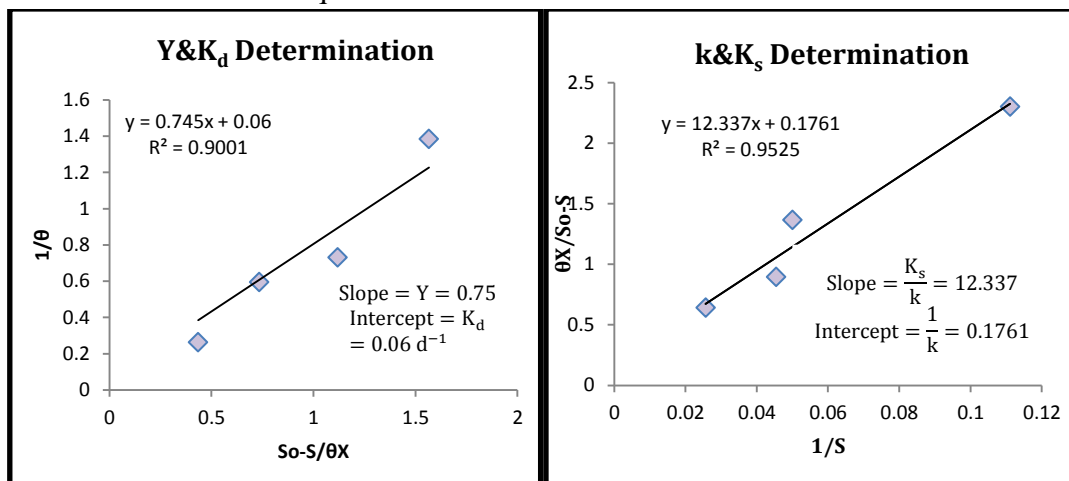 Y&K_d Determination
1/θ
1.6
1.4
1.2
1
0.8
0.6
0.4
0.2
0
y = 0.745x + 0.06
R² = 0.9001
Slope = Y = 0.75
Intercept = K_d
= 0.06 d⁻¹
0
0.5
1
1.5
2
So-S/θX
k&K_s Determination
θX/So-S
2.5
2
1.5
1
0.5
0
y = 12.337x + 0.1761
R² = 0.9525
Slope = K_s/k = 12.337
Intercept = 1/k = 0.1761
0
0.02
0.04
0.06
0.08
0.1
0.12
1/S